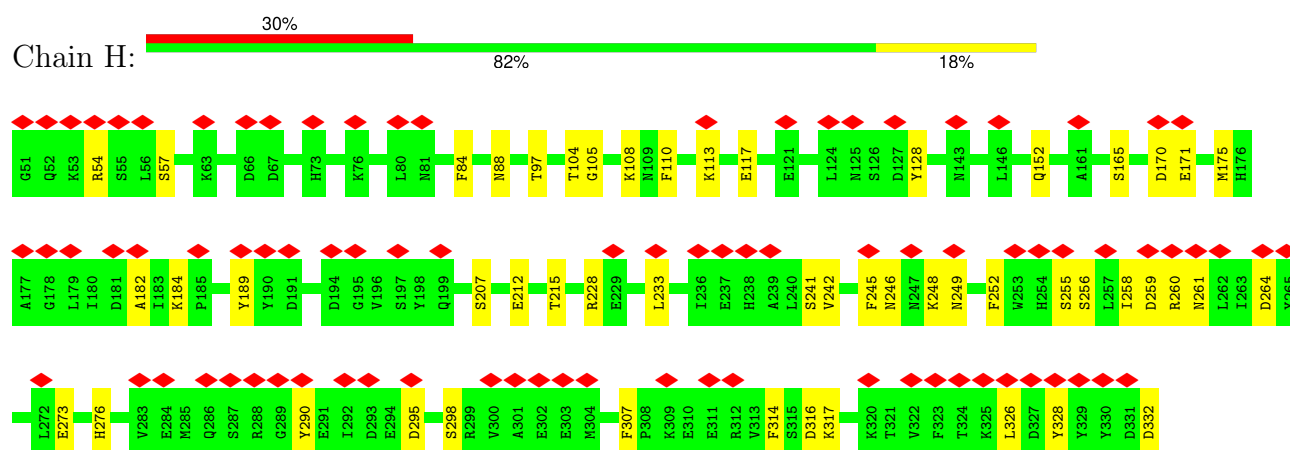 30%
Chain H:
82% 18%
G51 Q52 K53 R54 S55 L56 S57 K63 D66 D67 H73 K76 L80 N81 F84 N88 T97 T104 G105 K108 N109 F110 K113 E117 E121 L124 N125 S126 D127 Y128 N143 L146 Q152 A161 S165 D170 E171 M175 H176
A177 G178 L179 I180 D181 A182 I183 K184 P185 Y189 Y190 D191 D194 G195 V196 S197 Y198 Q199 S207 E212 T215 R228 E229 L233 I236 E237 H238 A239 L240 S241 V242 F245 N246 N247 K248 N249 F252 W253 H254 S255 S256 L257 I258 D259 R260 N261 L262 I263 D264
L272 E273 H276 V283 E284 M285 Q286 S287 R288 G289 Y290 E291 I292 D293 E294 D295 S298 R299 V300 A301 E302 E303 M304 F307 P308 K309 E310 E311 R312 V313 F314 S315 D316 K317 K320 T321 V322 F323 T324 K325 L326 D327 Y328 Y329 Y330 D331 D332